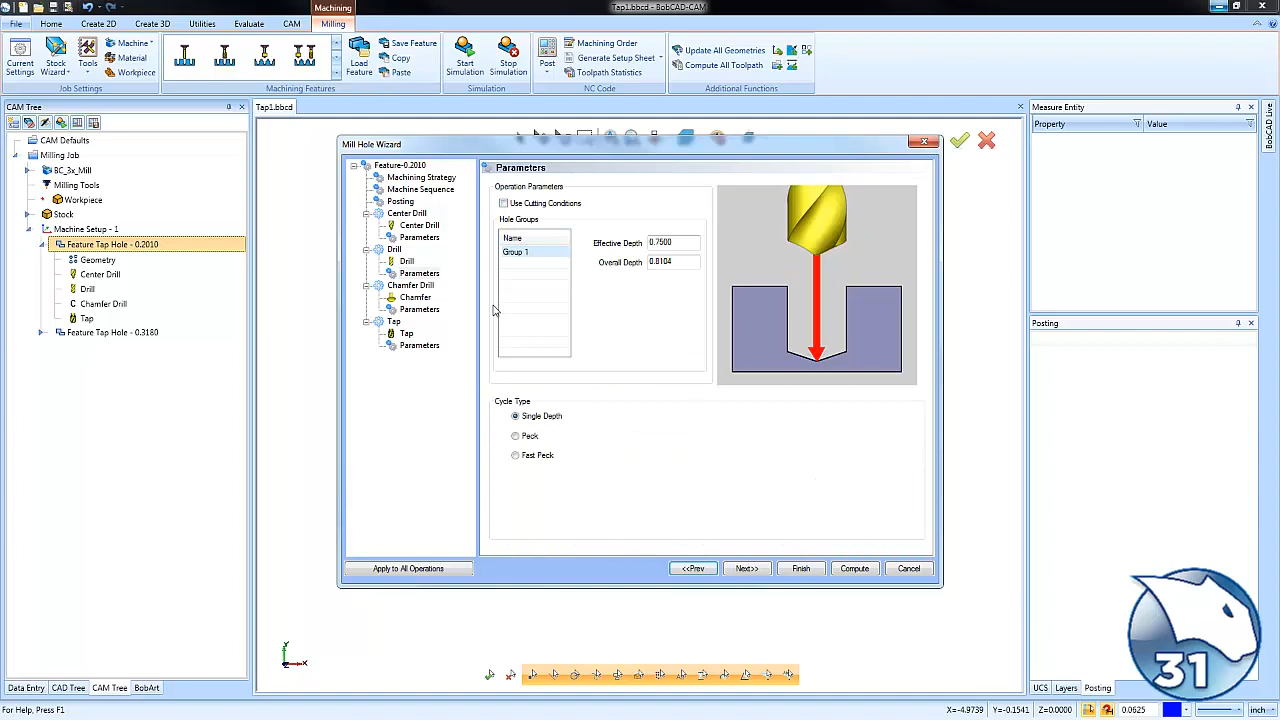 Machining
Tap1.bbcd - BobCAD-CAM
File
Home
Create 2D
Create 3D
Utilities
Evaluate
CAM
Milling
Current Settings
Stock Wizard
Tools
Machine
Material
Workpiece
Job Settings
Load Feature
Save Feature
Copy
Paste
Machining Features
Start Simulation
Stop Simulation
Simulation
Post
Machining Order
Generate Setup Sheet
Toolpath Statistics
NC Code
Update All Geometries
Compute All Toolpath
Additional Functions
CAM Tree
Tap1.bbcd
Measure Entity
Property
Value
BobCAD Live
CAM Defaults
Milling Job
BC_3x_Mill
Milling Tools
Workpiece
Stock
Machine Setup - 1
Feature Tap Hole - 0.2010
Geometry
Center Drill
Drill
C Chamfer Drill
Tap
Feature Tap Hole - 0.3180
Mill Hole Wizard
Feature-0.2010
Machining Strategy
Machine Sequence
Posting
Center Drill
Center Drill
Parameters
Drill
Drill
Parameters
Chamfer Drill
Chamfer
Parameters
Tap
Tap
Parameters
Apply to All Operations
Parameters
Operation Parameters
Use Cutting Conditions
Hole Groups
Name
Group 1
Effective Depth 0.7500
Overall Depth 0.8104
Cycle Type
Single Depth
Peck
Fast Peck
<<Prev
Next>>
Finish
Compute
Cancel
Posting
Y
X
31
Data Entry
CAD Tree
CAM Tree
BobArt
UCS
Layers
Posting
For Help, Press F1
X=-4.9739
Y=-0.1541
Z=0.0000
0.0625
inch